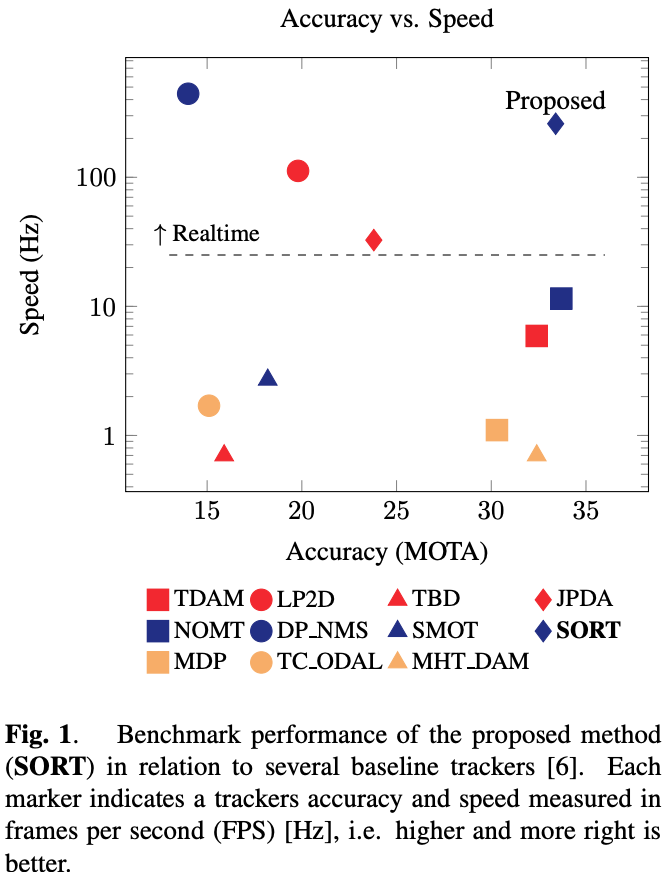 Accuracy vs. Speed
Proposed
100
↑ Realtime
10
1
Speed (Hz)
15 20 25 30 35
Accuracy (MOTA)
TDAM LP2D TBD JPDA
NOMT DP_NMS SMOT SORT
MDP TC_ODAL MHT_DAM
Fig. 1. Benchmark performance of the proposed method
(SORT) in relation to several baseline trackers [6]. Each
marker indicates a trackers accuracy and speed measured in
frames per second (FPS) [Hz], i.e. higher and more right is
better.